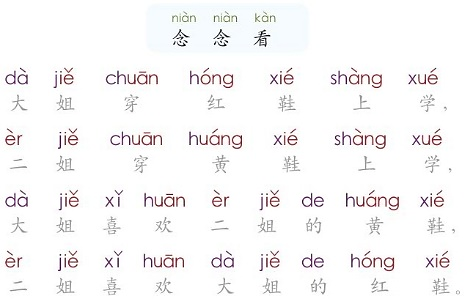 niàn niàn kàn
念 念 看
dà jiě chuān hóng xié shàng xué
大 姐 穿 红 鞋 上 学，
èr jiě chuān huáng xié shàng xué
二 姐 穿 黄 鞋 上 学，
dà jiě xǐ huān èr jiě de huáng xié
大 姐 喜 欢 二 姐 的 黄 鞋，
èr jiě xǐ huān dà jiě de hóng xié
二 姐 喜 欢 大 姐 的 红 鞋。